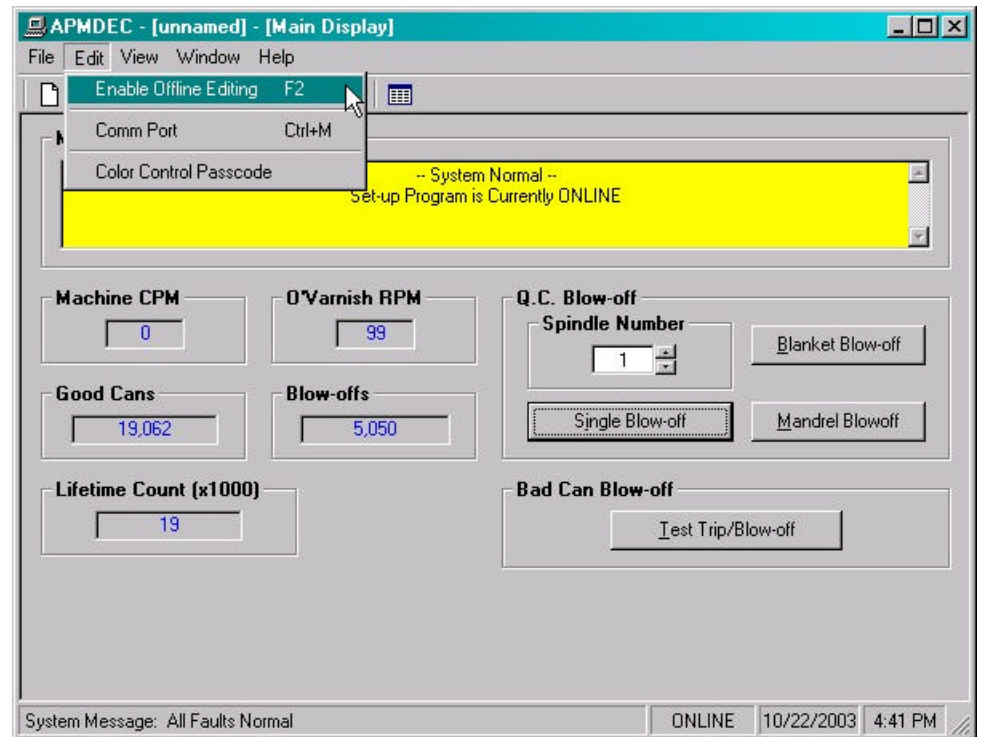 APMDEC - [unnamed] - [Main Display]
File Edit View Window Help
Enable Offline Editing F2
Comm Port Ctrl+M
Color Control Passcode
-- System Normal --
Set-up Program is Currently ONLINE
Machine CPM
0
O'Varnish RPM
99
Good Cans
19,062
Blow-offs
5,050
Lifetime Count (x1000)
19
Q.C. Blow-off
Spindle Number
1
Blanket Blow-off
Single Blow-off
Mandrel Blowoff
Bad Can Blow-off
Test Trip/Blow-off
System Message: All Faults Normal
ONLINE
10/22/2003
4:41 PM